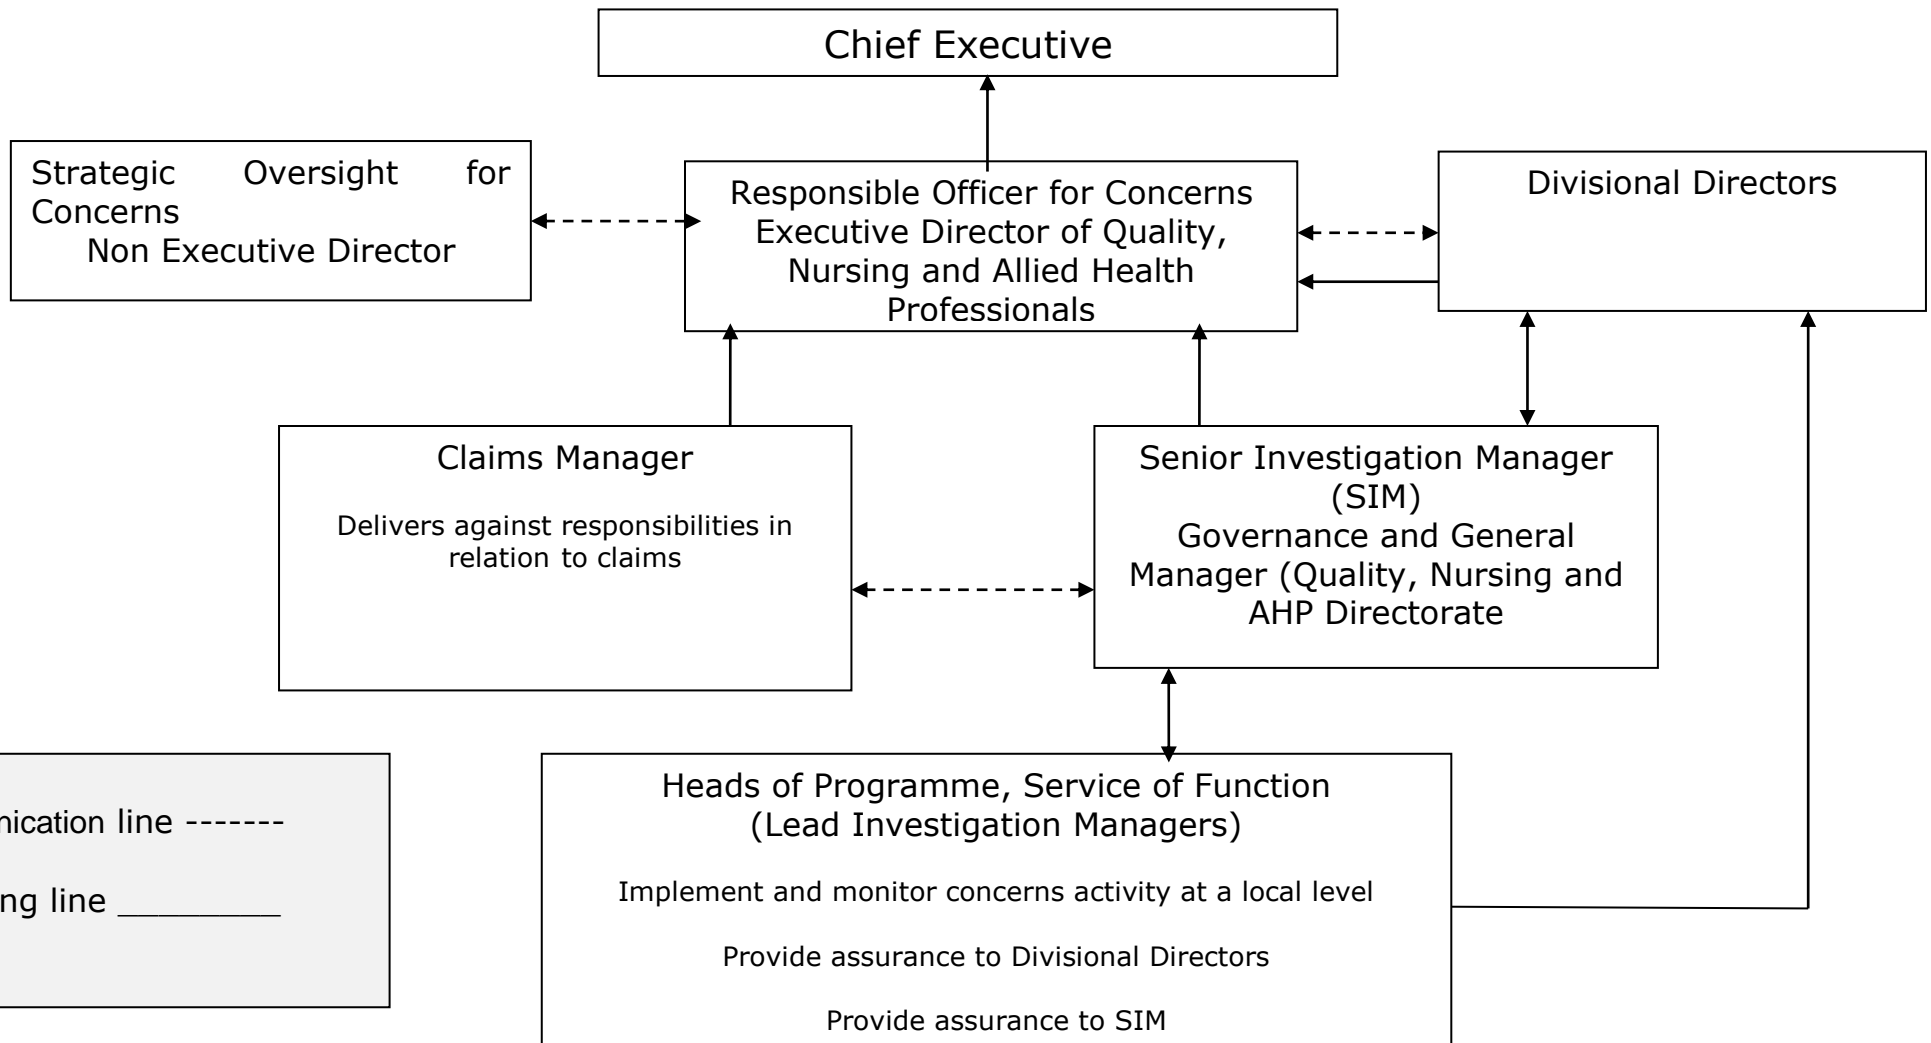 Chief Executive
Strategic Oversight for
Concerns
Non Executive Director
Responsible Officer for Concerns
Executive Director of Quality,
Nursing and Allied Health
Professionals
Divisional Directors
Claims Manager
Delivers against responsibilities in
relation to claims
Senior Investigation Manager
(SIM)
Governance and General
Manager (Quality, Nursing and
AHP Directorate
line -------
line _________
Heads of Programme, Service of Function
(Lead Investigation Managers)
Implement and monitor concerns activity at a local level
Provide assurance to Divisional Directors
Provide assurance to SIM